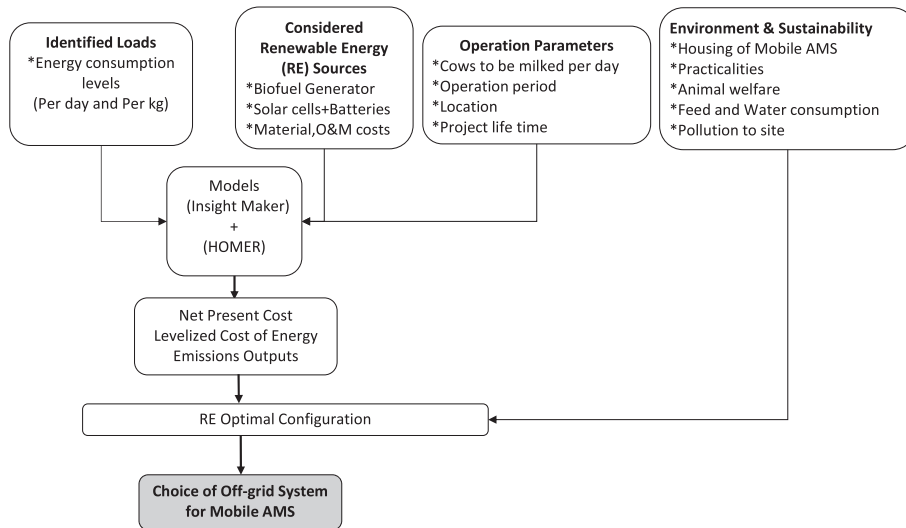 Identified Loads
*Energy consumption
levels
(Per day and Per kg)
Considered
Renewable Energy
(RE) Sources
*Biofuel Generator
*Solar cells+Batteries
*Material,O&M costs
Operation Parameters
*Cows to be milked per day
*Operation period
*Location
*Project life time
Environment & Sustainability
*Housing of Mobile AMS
*Practicalities
*Animal welfare
*Feed and Water consumption
*Pollution to site
Models
(Insight Maker)
+
(HOMER)
Net Present Cost
Levelized Cost of Energy
Emissions Outputs
RE Optimal Configuration
Choice of Off-grid System
for Mobile AMS